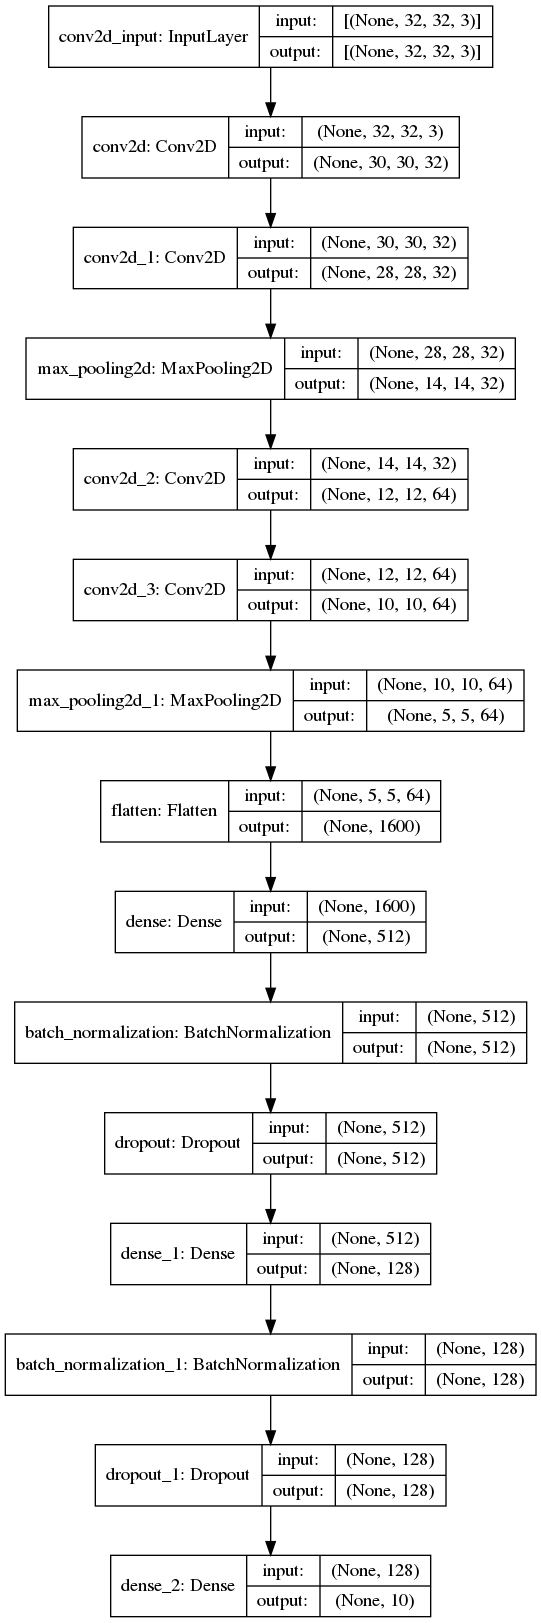 conv2d_input: InputLayer
input:
[(None, 32, 32, 3)]
output:
[(None, 32, 32, 3)]
conv2d: Conv2D
input:
(None, 32, 32, 3)
output:
(None, 30, 30, 32)
conv2d_1: Conv2D
input:
(None, 30, 30, 32)
output:
(None, 28, 28, 32)
max_pooling2d: MaxPooling2D
input:
(None, 28, 28, 32)
output:
(None, 14, 14, 32)
conv2d_2: Conv2D
input:
(None, 14, 14, 32)
output:
(None, 12, 12, 64)
conv2d_3: Conv2D
input:
(None, 12, 12, 64)
output:
(None, 10, 10, 64)
max_pooling2d_1: MaxPooling2D
input:
(None, 10, 10, 64)
output:
(None, 5, 5, 64)
flatten: Flatten
input:
(None, 5, 5, 64)
output:
(None, 1600)
dense: Dense
input:
(None, 1600)
output:
(None, 512)
batch_normalization: BatchNormalization
input:
(None, 512)
output:
(None, 512)
dropout: Dropout
input:
(None, 512)
output:
(None, 512)
dense_1: Dense
input:
(None, 512)
output:
(None, 128)
batch_normalization_1: BatchNormalization
input:
(None, 128)
output:
(None, 128)
dropout_1: Dropout
input:
(None, 128)
output:
(None, 128)
dense_2: Dense
input:
(None, 128)
output:
(None, 10)